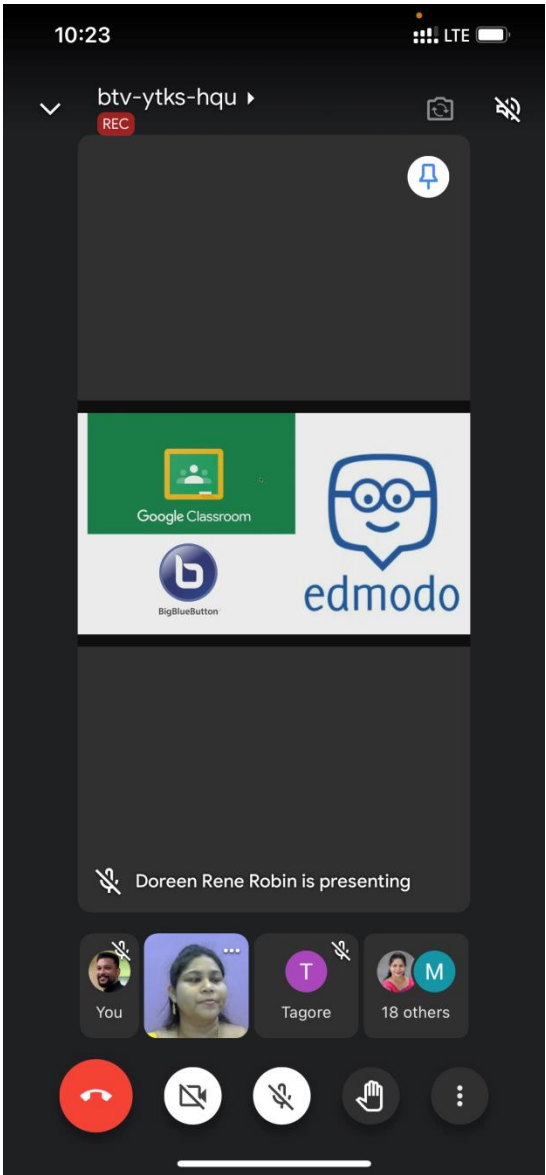 10:23
LTE
btv-ytks-hqu
REC
Google Classroom
BigBlueButton
edmodo
Doreen Rene Robin is presenting
You
T
Tagore
M
18 others